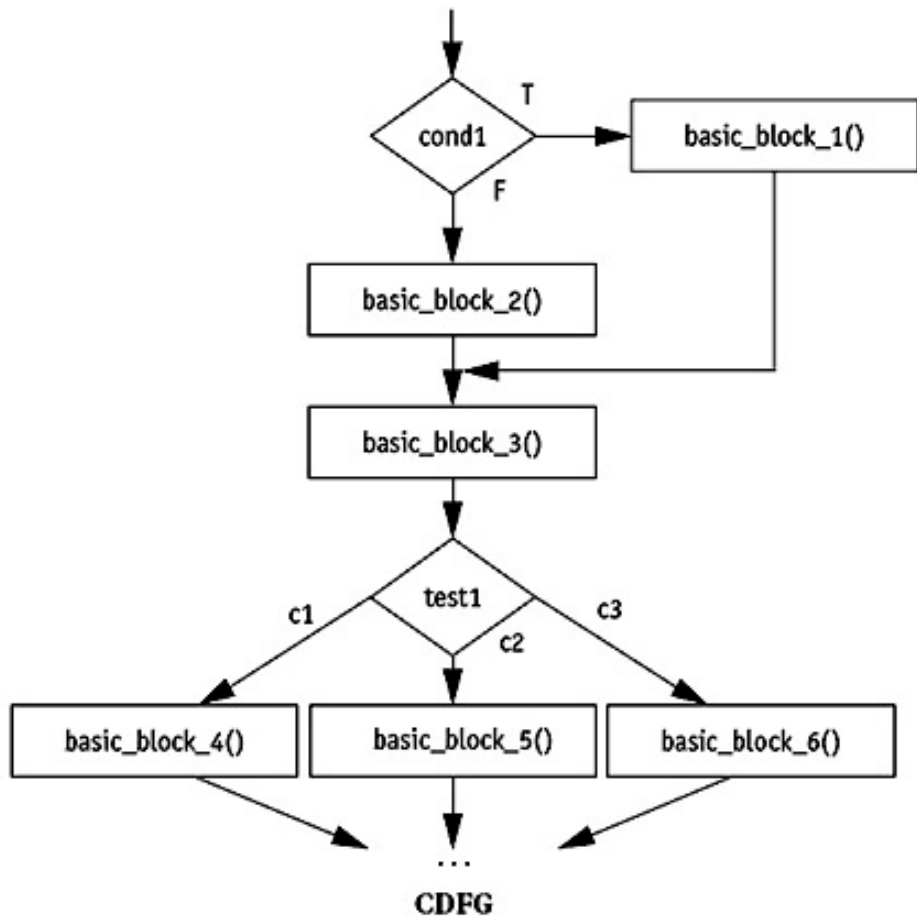 T
cond1
basic_block_1()
F
basic_block_2()
basic_block_3()
test1
c1
c3
c2
basic_block_4()
basic_block_5()
basic_block_6()
...
CDFG